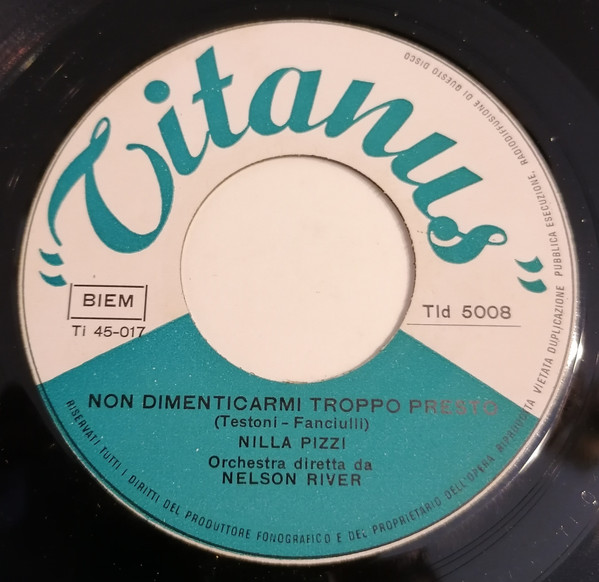 "Titanus"
BIEM
TI 45-017
Tld 5008
NON DIMENTICARMI TROPPO PRESTO
(Testoni - Fanciulli)
NILLA PIZZI
Orchestra diretta da
NELSON RIVER
RISERVATI TUTTI I DIRITTI DEL PRODUTTORE FONOGRAFICO E DEL PROPRIETARIO DELL'OPERA RIPRODOTTA VIETATA DUPLICAZIONE PUBBLICA ESECUZIONE, RADIODIFFUSIONE DI QUESTO DISCO